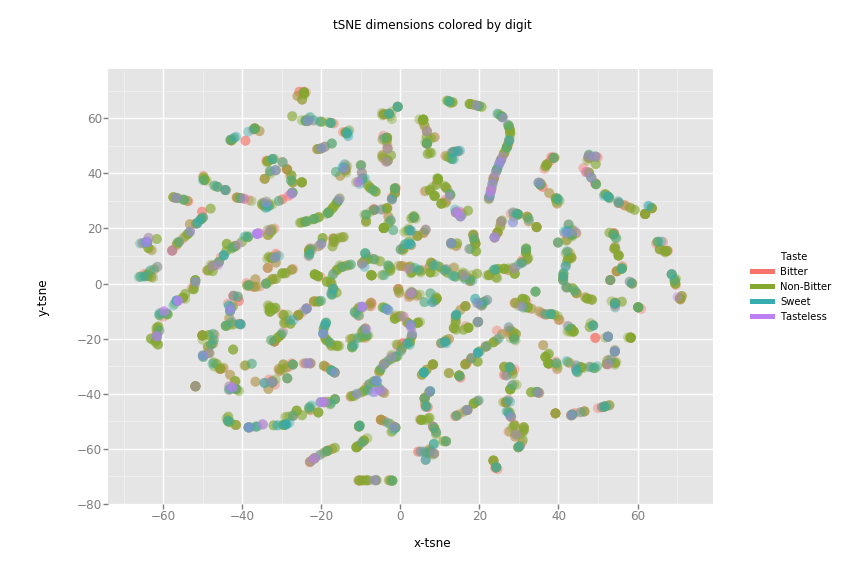 tSNE dimensions colored by digit
y-tsne
60
40
20
0
−20
−40
−60
−80
−60
−40
−20
0
20
40
60
x-tsne
Taste
Bitter
Non-Bitter
Sweet
Tasteless